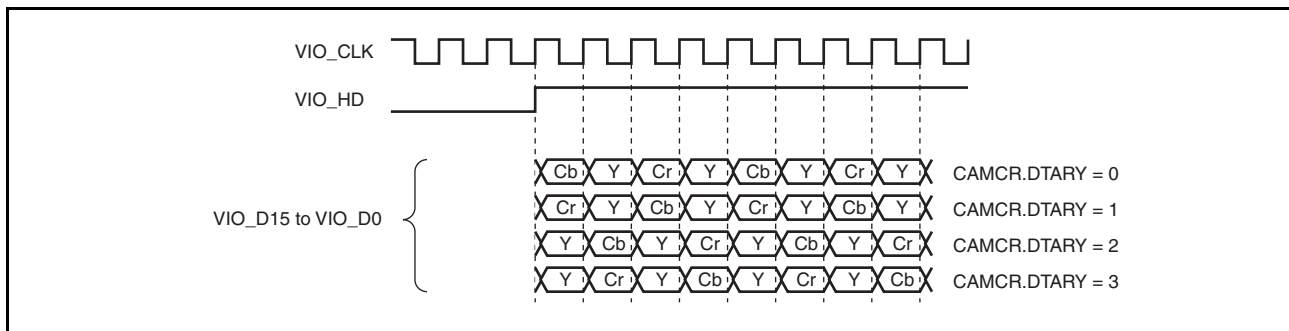 VIO_CLK
VIO_HD
VIO_D15 to VIO_D0
Cb Y Cr Y Cb Y Cr Y CAMCR.DTARY = 0
Cr Y Cb Y Cr Y Cb Y CAMCR.DTARY = 1
Y Cb Y Cr Y Cb Y Cr CAMCR.DTARY = 2
Y Cr Y Cb Y Cr Y Cb CAMCR.DTARY = 3